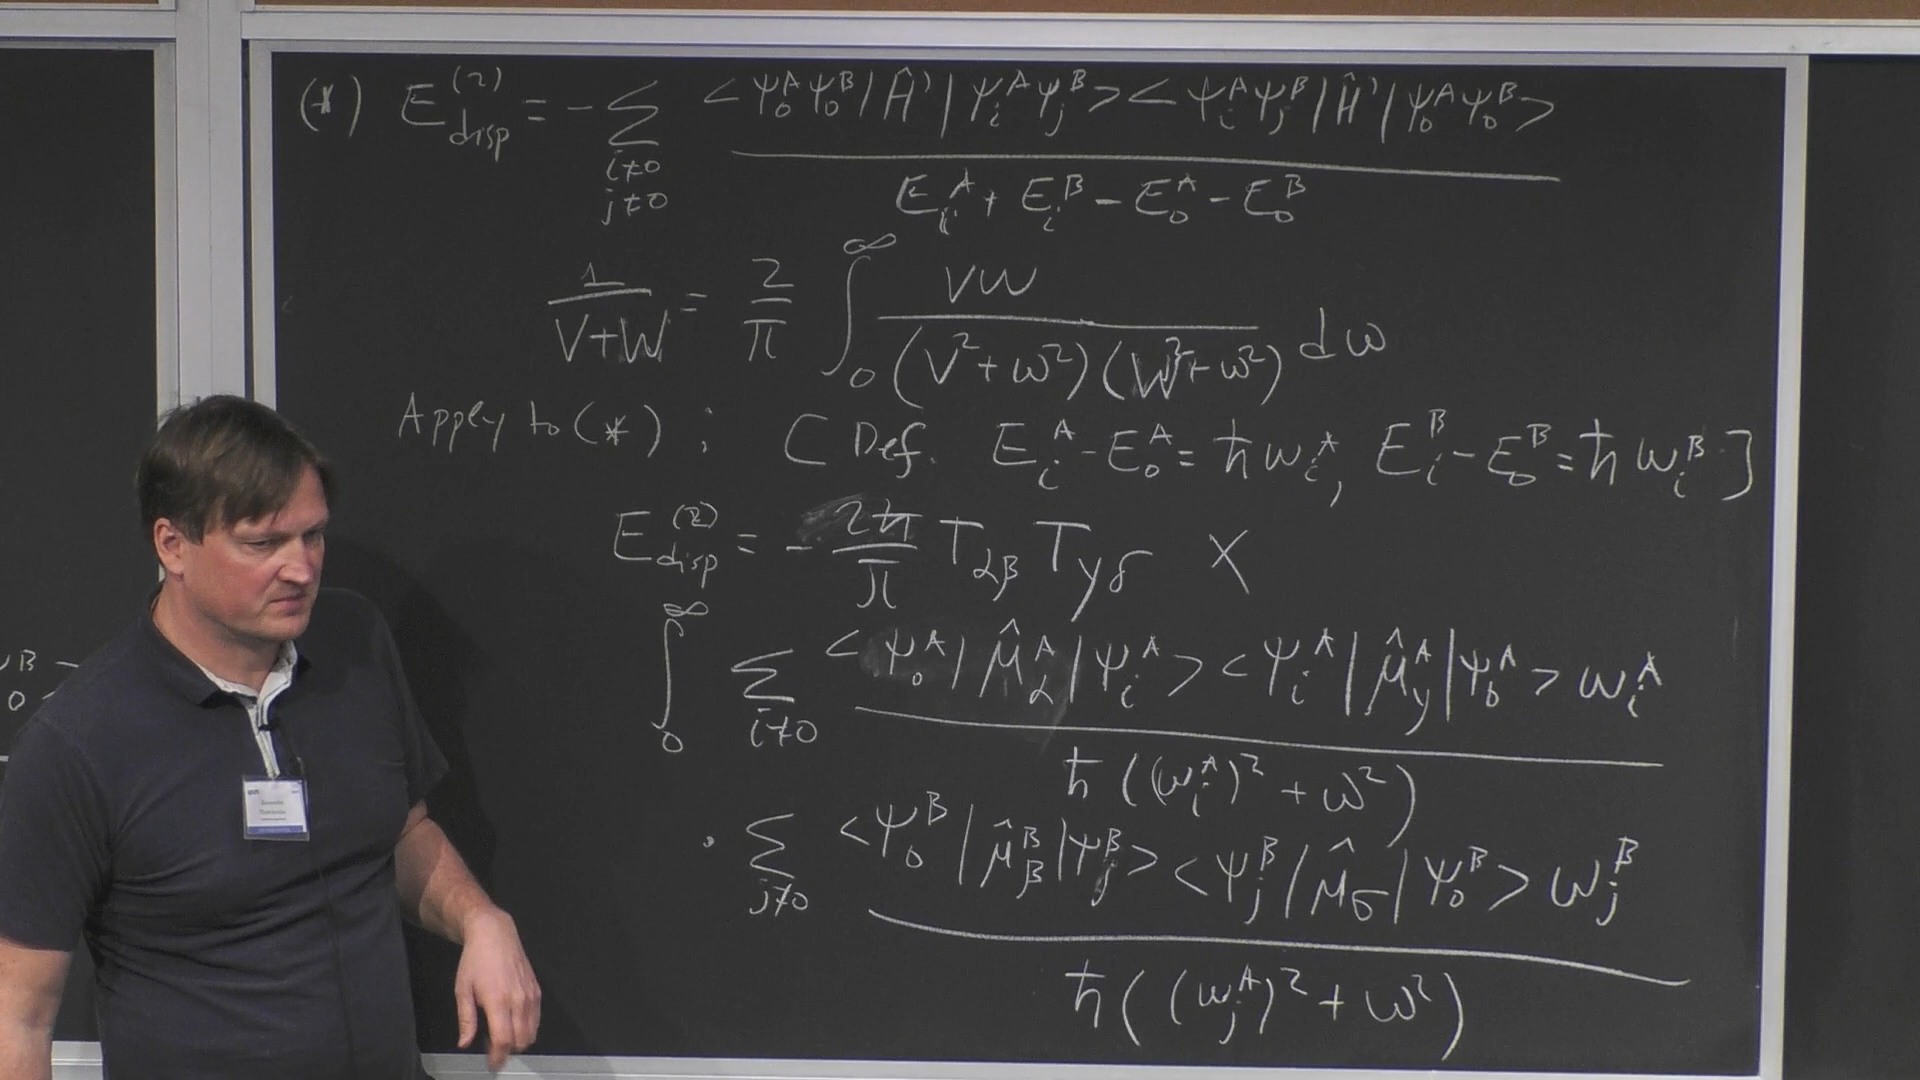 (*) E_disp^(2) = - Σ_{i≠0 j≠0} <ψ_0^A ψ_0^B | Ĥ' | ψ_i^A ψ_j^B > < ψ_i^A ψ_j^B | Ĥ' | ψ_0^A ψ_0^B >
E_i^A + E_i^B - E_0^A - E_0^B
1/(V+W) = 2/π ∫_0^∞ VW / ((V^2 + ω^2)(W^2 + ω^2)) dω
Apply to (*) ; [ Def. E_i^A - E_0^A = ħω_i^A, E_i^B - E_0^B = ħω_i^B ]
E_disp^(2) = - 2ħ/π T_αβ T_γδ ×
∫_0^∞ Σ_{i≠0} <ψ_0^A | μ̂_α^A | ψ_i^A > < ψ_i^A | μ̂_γ^A | ψ_0^A > ω_i^A
ħ ((ω_i^A)^2 + ω^2)
· Σ_{j≠0} <ψ_0^B | μ̂_β^B | ψ_j^B > < ψ_j^B | μ̂_δ | ψ_0^B > ω_j^B
ħ ( (ω_j^A)^2 + ω^2 )
B -
0